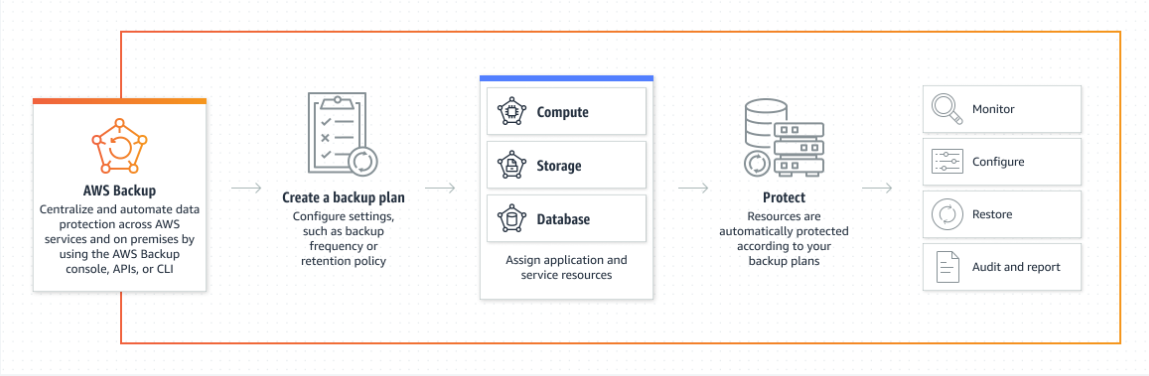 AWS Backup
Centralize and automate data
protection across AWS
services and on premises by
using the AWS Backup
console, APIs, or CLI
Create a backup plan
Configure settings,
such as backup
frequency or
retention policy
Compute
Storage
Database
Assign application and
service resources
Protect
Resources are
automatically protected
according to your
backup plans
Monitor
Configure
Restore
Audit and report